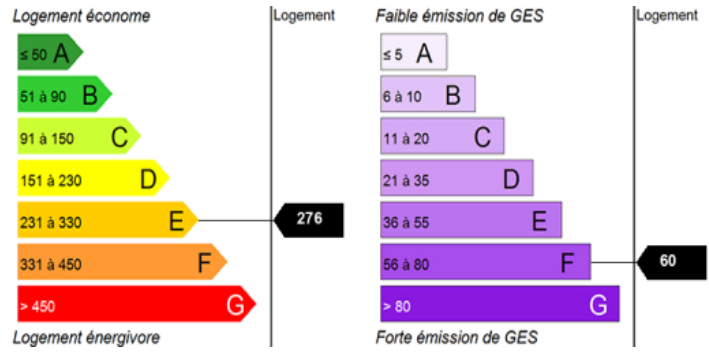 Logement économe
Logement
≤ 50 A
51 à 90 B
91 à 150 C
151 à 230 D
231 à 330 E
276
331 à 450 F
> 450 G
Logement énergivore
Faible émission de GES
Logement
≤ 5 A
6 à 10 B
11 à 20 C
21 à 35 D
36 à 55 E
56 à 80 F
60
> 80 G
Forte émission de GES